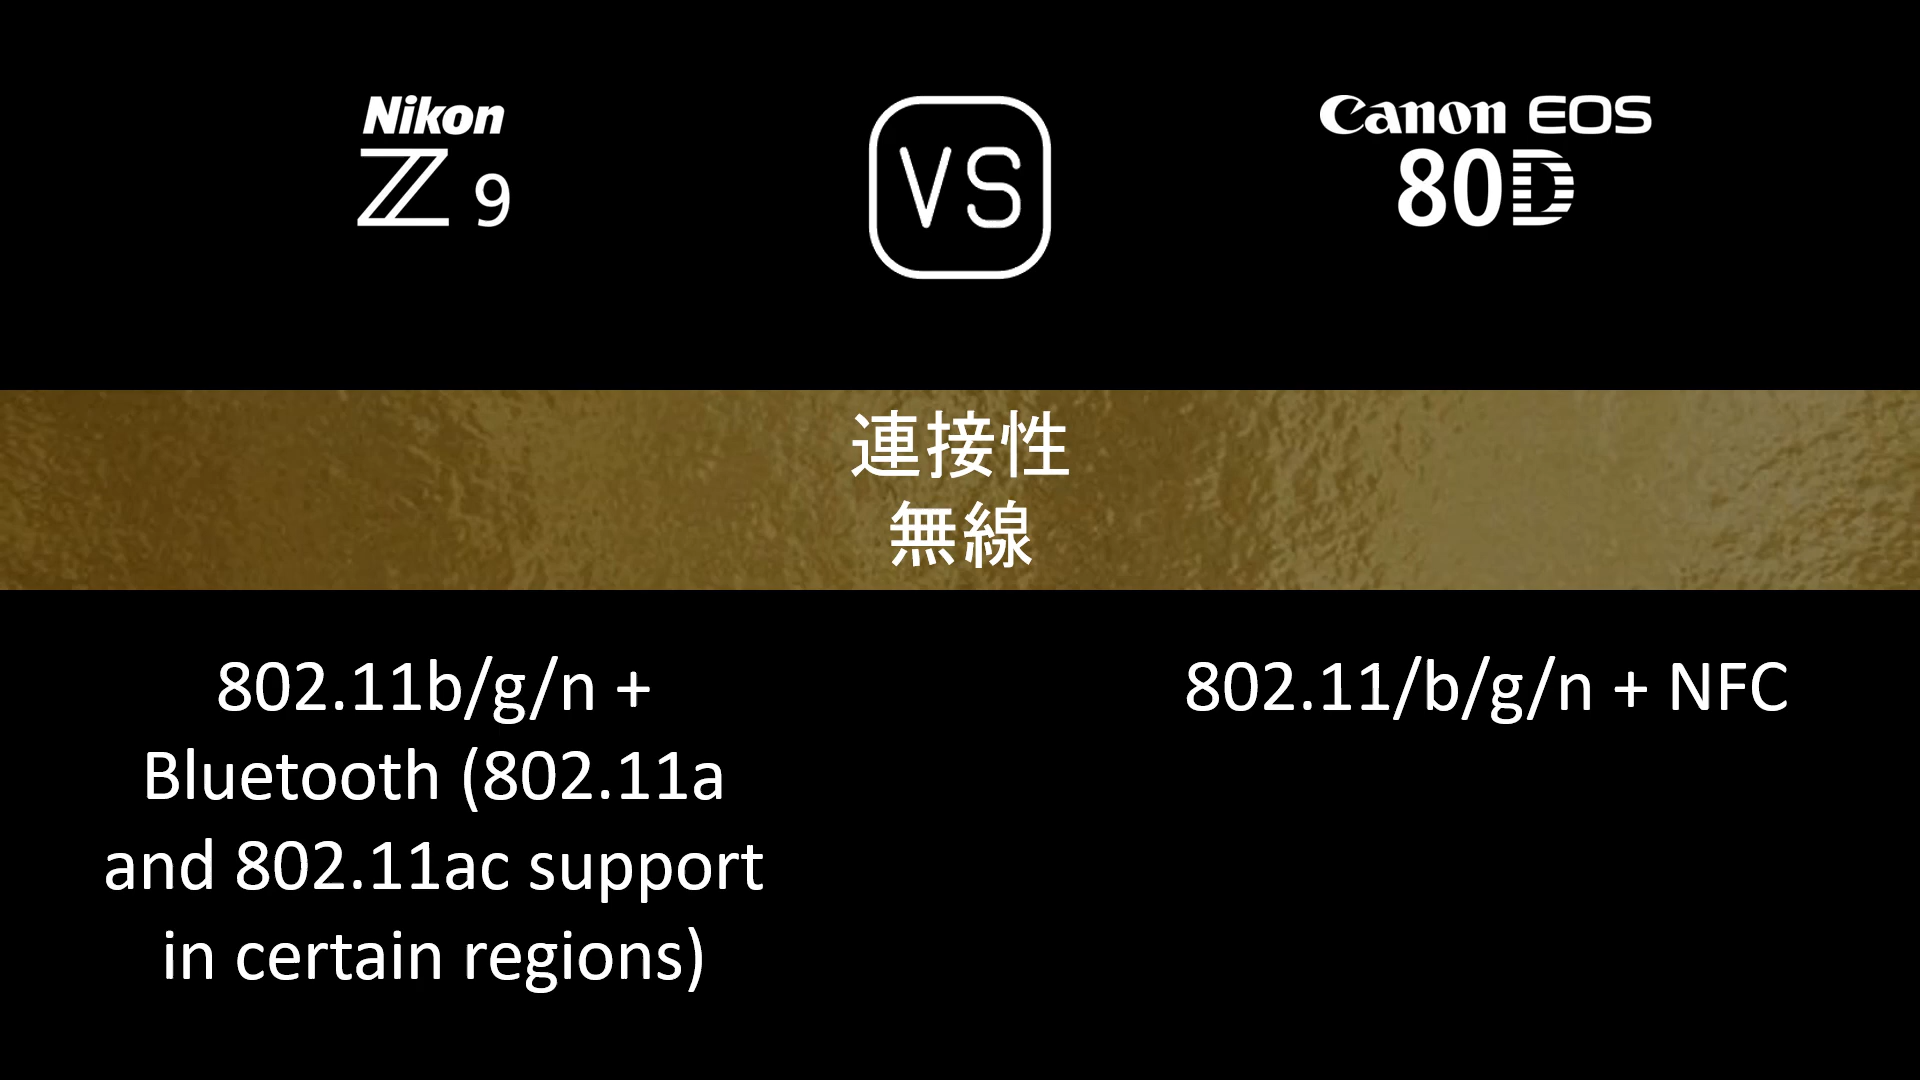 Nikon
Z 9
VS
Canon EOS
80D
連接性
無線
802.11b/g/n +
Bluetooth (802.11a
and 802.11ac support
in certain regions)
802.11/b/g/n + NFC